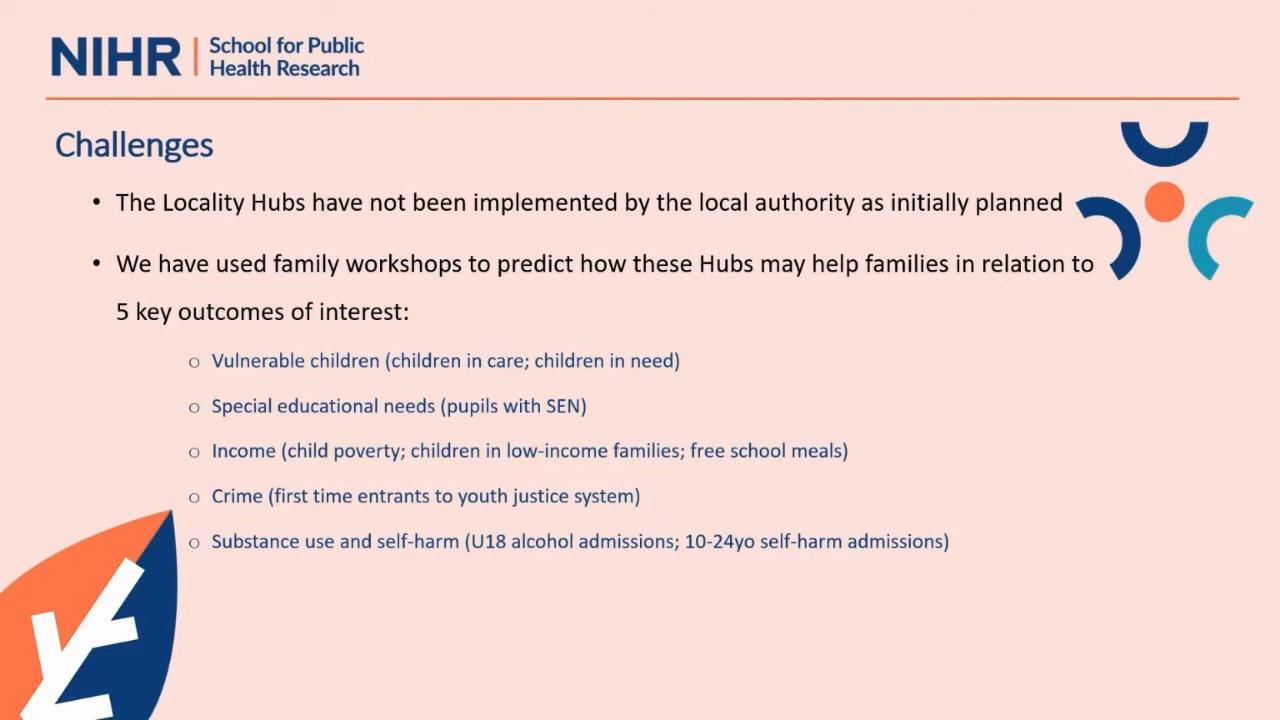 NIHR | School for Public
Health Research
Challenges
• The Locality Hubs have not been implemented by the local authority as initially planned
• We have used family workshops to predict how these Hubs may help families in relation to
5 key outcomes of interest:
o Vulnerable children (children in care; children in need)
o Special educational needs (pupils with SEN)
o Income (child poverty; children in low-income families; free school meals)
o Crime (first time entrants to youth justice system)
o Substance use and self-harm (U18 alcohol admissions; 10-24yo self-harm admissions)